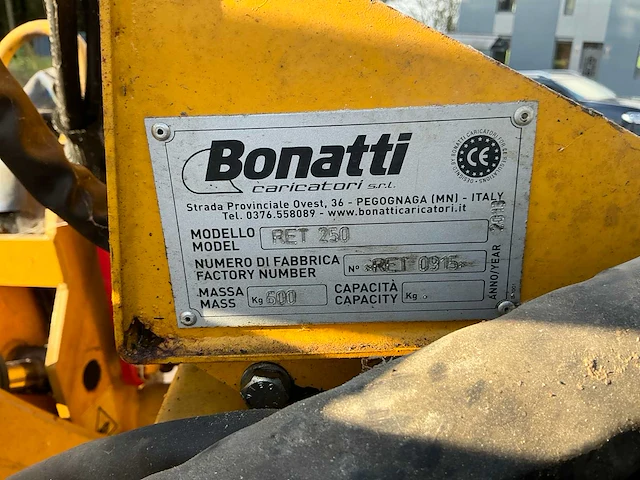 Bonatti
caricatori s.r.l.
Strada Provinciale Ovest, 36 - PEGOGNAGA (MN) - ITALY
Tel. 0376.558089 - www.bonatticaricatori.it
MODELLO
MODEL
RET 250
NUMERO DI FABBRICA
FACTORY NUMBER
N° *RET 0915*
MASSA
MASS
Kg 600
CAPACITÀ
CAPACITY
Kg .
ANNO/YEAR
CE